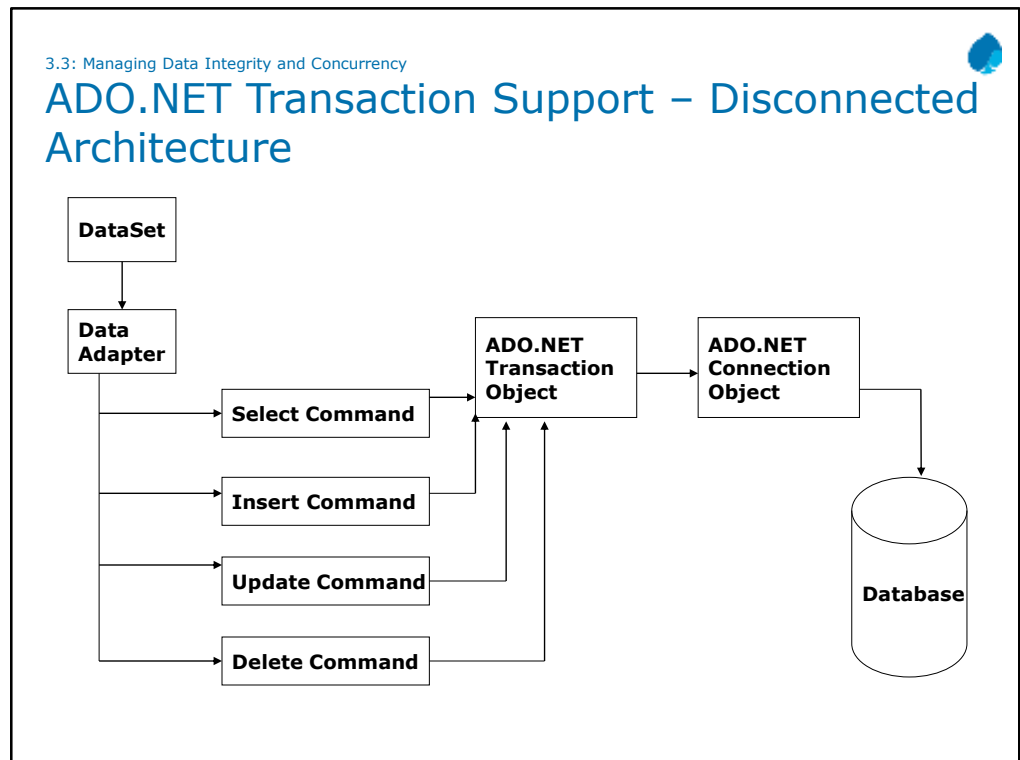 3.3: Managing Data Integrity and Concurrency
ADO.NET Transaction Support – Disconnected
Architecture
DataSet
Data
Adapter
Select Command
Insert Command
Update Command
Delete Command
ADO.NET
Transaction
Object
ADO.NET
Connection
Object
Database